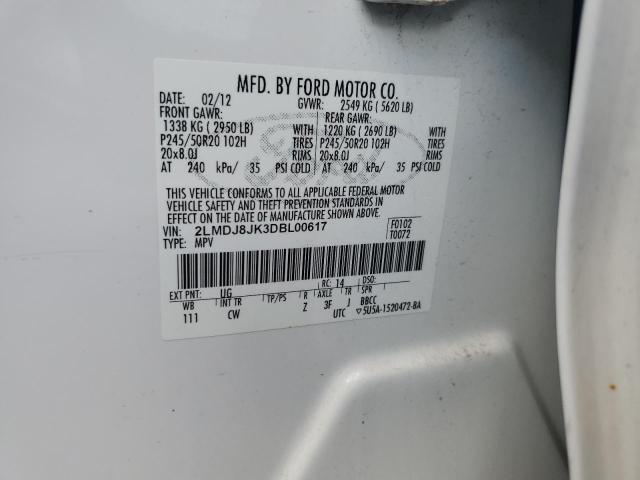 MFD. BY FORD MOTOR CO.
DATE: 02/12 GVWR: 2549 KG ( 5620 LB)
FRONT GAWR: REAR GAWR:
1338 KG ( 2950 LB) WITH 1220 KG ( 2690 LB) WITH
P245/50R20 102H TIRES P245/50R20 102H TIRES
20x8.0J RIMS 20x8.0J RIMS
AT 240 kPa/ 35 PSI COLD AT 240 kPa/ 35 PSI COLD
THIS VEHICLE CONFORMS TO ALL APPLICABLE FEDERAL MOTOR
VEHICLE SAFETY AND THEFT PREVENTION STANDARDS IN
EFFECT ON THE DATE OF MANUFACTURE SHOWN ABOVE.
VIN: 2LMDJ8JK3DBL00617 F0102
TYPE: MPV T0072
EXT PNT: UG RC: 14 DSO:
WB INT TR TP/PS R AXLE TR SPR
111 CW Z 3F J BBCC
UTC ▽5U5A-1520472-BA